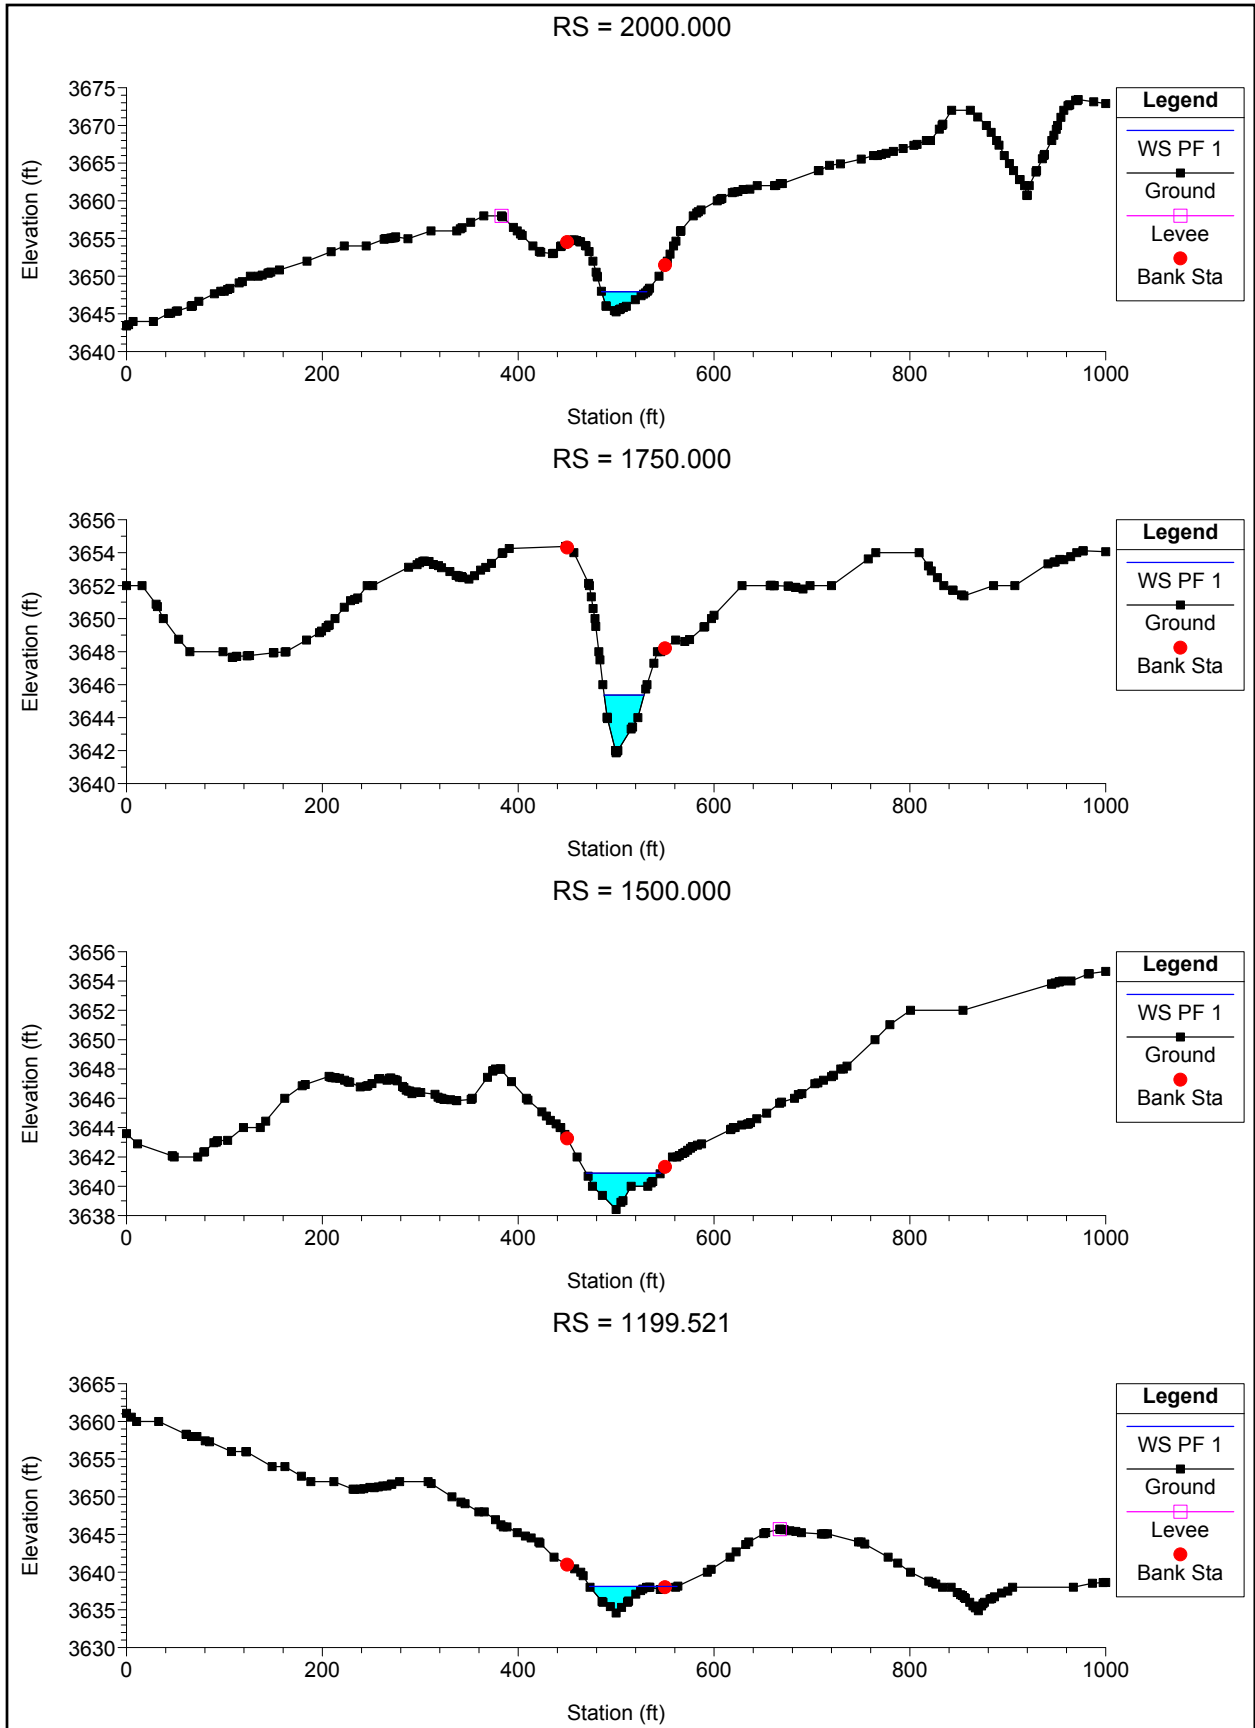 RS = 2000.000
3675
3670
3665
3660
3655
3650
3645
3640
Elevation (ft)
0 200 400 600 800 1000
Station (ft)
Legend
WS PF 1
Ground
Levee
Bank Sta
RS = 1750.000
3656
3654
3652
3650
3648
3646
3644
3642
3640
Elevation (ft)
0 200 400 600 800 1000
Station (ft)
Legend
WS PF 1
Ground
Bank Sta
RS = 1500.000
3656
3654
3652
3650
3648
3646
3644
3642
3640
3638
Elevation (ft)
0 200 400 600 800 1000
Station (ft)
Legend
WS PF 1
Ground
Bank Sta
RS = 1199.521
3665
3660
3655
3650
3645
3640
3635
3630
Elevation (ft)
0 200 400 600 800 1000
Station (ft)
Legend
WS PF 1
Ground
Levee
Bank Sta